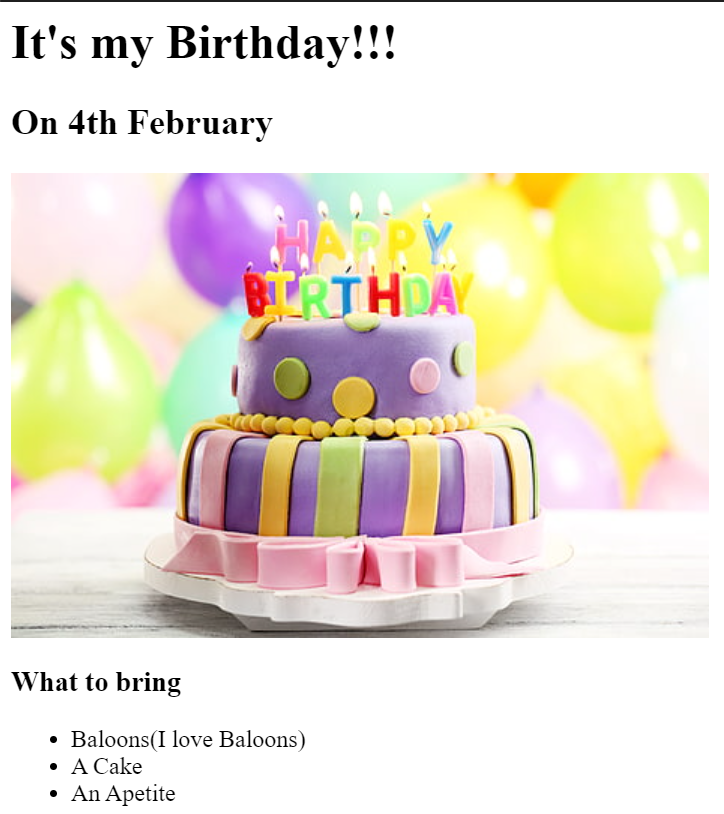 It's my Birthday!!!
On 4th February
HAPPY
BIRTHDAY
What to bring
Baloons(I love Baloons)
A Cake
An Apetite